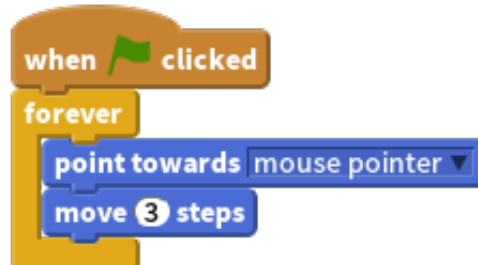 when clicked
forever
point towards mouse pointer
move 3 steps